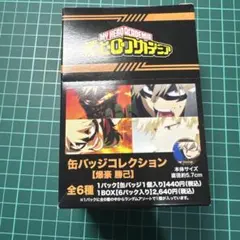 MY HERO ACADEMIA
僕のヒーローアカデミア
缶バッジコレクション
【爆豪 勝己】
本体サイズ
直径約5.7cm
全6種
1パック(缶バッジ1個入り)440円(税込)
1BOX(6パック入り)2,640円(税込)